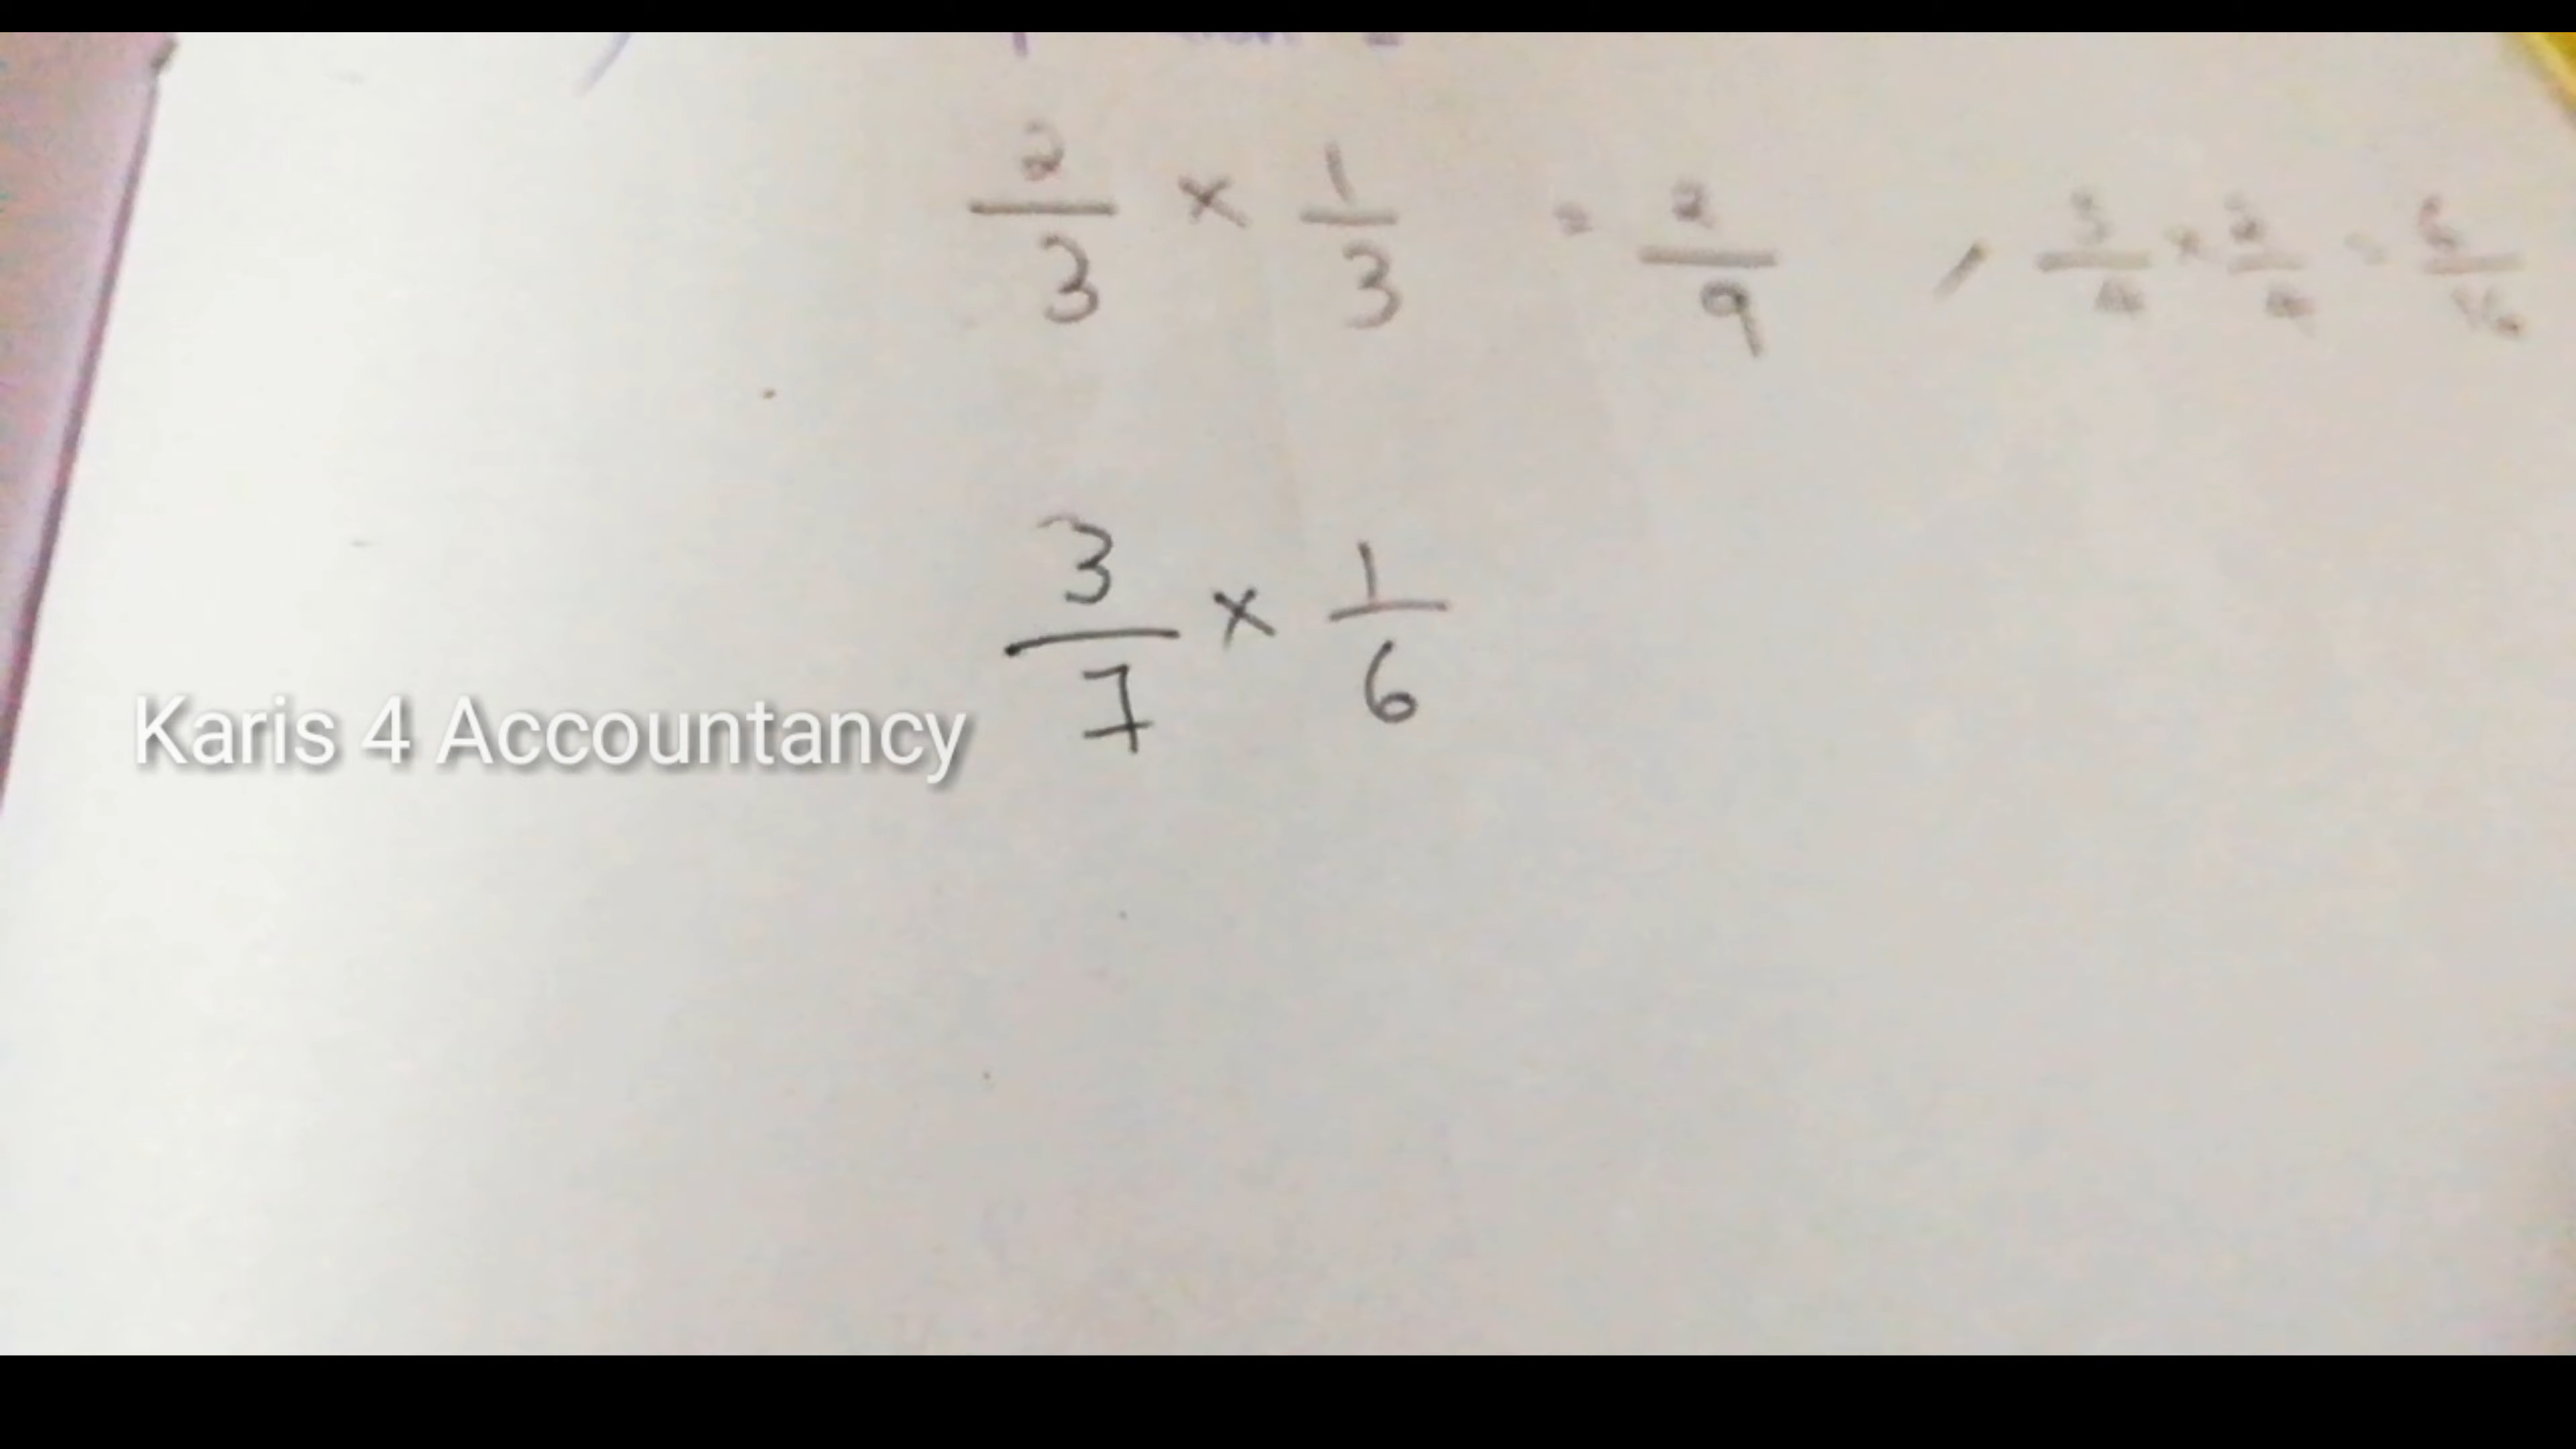 2/3 × 1/3 = 2/9 ,
3/7 × 1/6
Karis 4 Accountancy